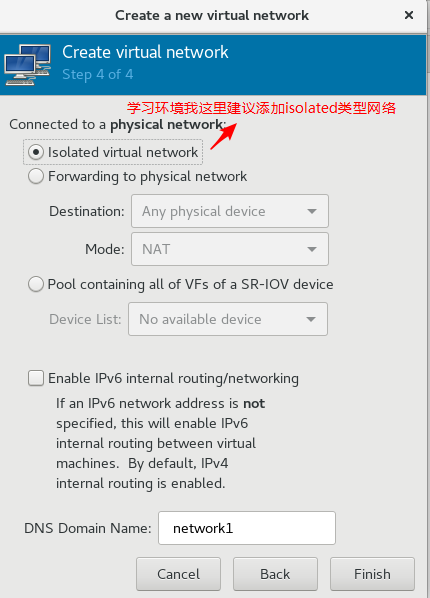 Create a new virtual network
Create virtual network
Step 4 of 4
学习环境我这里建议添加isolated类型网络
Connected to a physical network:
Isolated virtual network
Forwarding to physical network
Destination: Any physical device
Mode: NAT
Pool containing all of VFs of a SR-IOV device
Device List: No available device
Enable IPv6 internal routing/networking
If an IPv6 network address is not
specified, this will enable IPv6
internal routing between virtual
machines. By default, IPv4
internal routing is enabled.
DNS Domain Name: network1
Cancel Back Finish